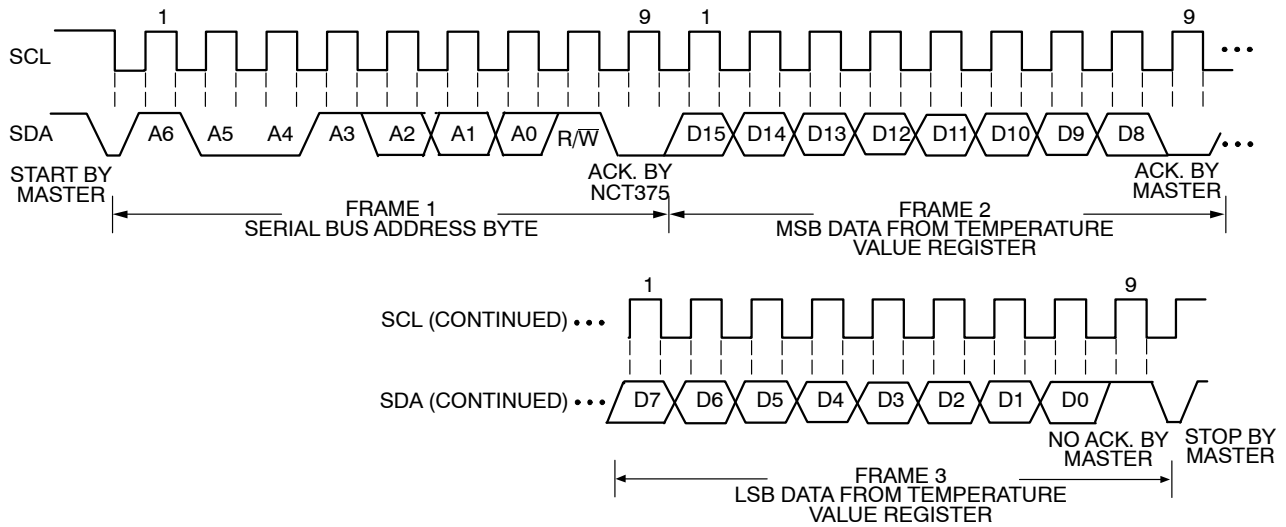 1 9 1 9
SCL •••
SDA A6 A5 A4 A3 A2 A1 A0 R/W̅ D15 D14 D13 D12 D11 D10 D9 D8 •••
START BY
MASTER
ACK. BY
NCT375
ACK. BY
MASTER
FRAME 1
SERIAL BUS ADDRESS BYTE
FRAME 2
MSB DATA FROM TEMPERATURE
VALUE REGISTER
1 9
SCL (CONTINUED) •••
SDA (CONTINUED) ••• D7 D6 D5 D4 D3 D2 D1 D0
NO ACK. BY
MASTER
STOP BY
MASTER
FRAME 3
LSB DATA FROM TEMPERATURE
VALUE REGISTER